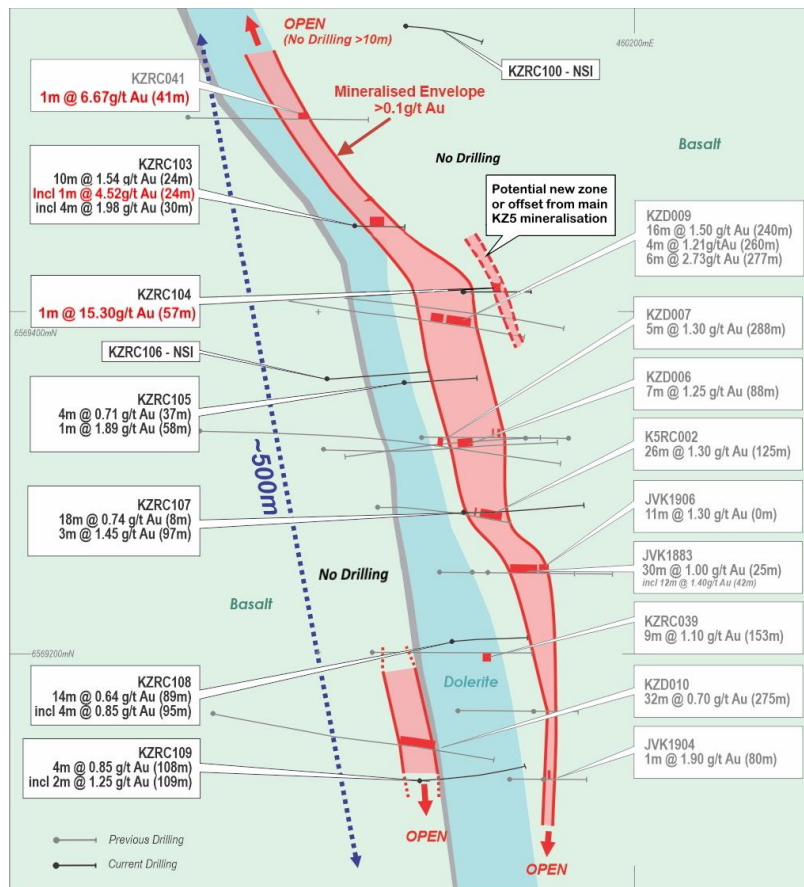 OPEN
(No Drilling >10m)
460200mE
KZRC100 - NSI
KZRC041
1m @ 6.67g/t Au (41m)
Mineralised Envelope
>0.1g/t Au
Basalt
No Drilling
KZRC103
10m @ 1.54 g/t Au (24m)
Incl 1m @ 4.52g/t Au (24m)
incl 4m @ 1.98 g/t Au (30m)
Potential new zone
or offset from main
KZ5 mineralisation
KZD009
16m @ 1.50 g/t Au (240m)
4m @ 1.21g/tAu (260m)
6m @ 2.73g/t Au (277m)
KZRC104
1m @ 15.30g/t Au (57m)
6569400mN
KZD007
5m @ 1.30 g/t Au (288m)
KZRC106 - NSI
KZD006
7m @ 1.25 g/t Au (88m)
KZRC105
4m @ 0.71 g/t Au (37m)
1m @ 1.89 g/t Au (58m)
K5RC002
26m @ 1.30 g/t Au (125m)
~500m
KZRC107
18m @ 0.74 g/t Au (8m)
3m @ 1.45 g/t Au (97m)
JVK1906
11m @ 1.30 g/t Au (0m)
JVK1883
30m @ 1.00 g/t Au (25m)
incl 12m @ 1.40g/t Au (42m)
No Drilling
Basalt
KZRC039
9m @ 1.10 g/t Au (153m)
6569200mN
Dolerite
KZRC108
14m @ 0.64 g/t Au (89m)
incl 4m @ 0.85 g/t Au (95m)
KZD010
32m @ 0.70 g/t Au (275m)
KZRC109
4m @ 0.85 g/t Au (108m)
incl 2m @ 1.25 g/t Au (109m)
JVK1904
1m @ 1.90 g/t Au (80m)
OPEN
OPEN
Previous Drilling
Current Drilling